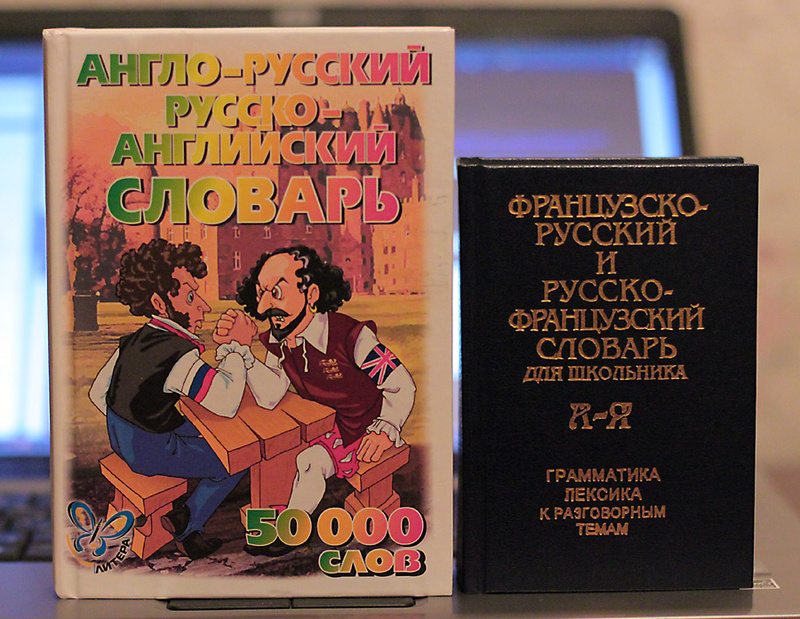 АНГЛО-РУССКИЙ
РУССКО-
АНГЛИЙСКИЙ
СЛОВАРЬ
50 000
СЛОВ
ЛИТЕРА
ФРАНЦУЗСКО-
РУССКИЙ
И
РУССКО-
ФРАНЦУЗСКИЙ
СЛОВАРЬ
ДЛЯ ШКОЛЬНИКА
А-Я
ГРАММАТИКА
ЛЕКСИКА
К РАЗГОВОРНЫМ
ТЕМАМ